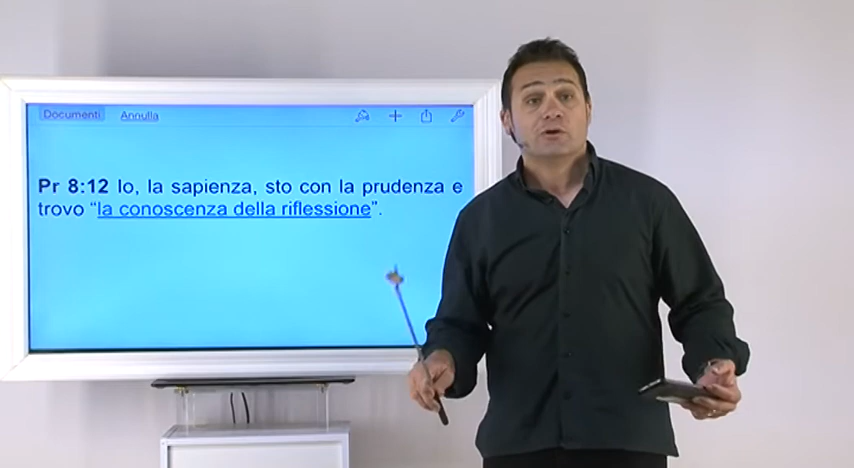 Documenti Annulla
Pr 8:12 Io, la sapienza, sto con la prudenza e
trovo “la conoscenza della riflessione”.